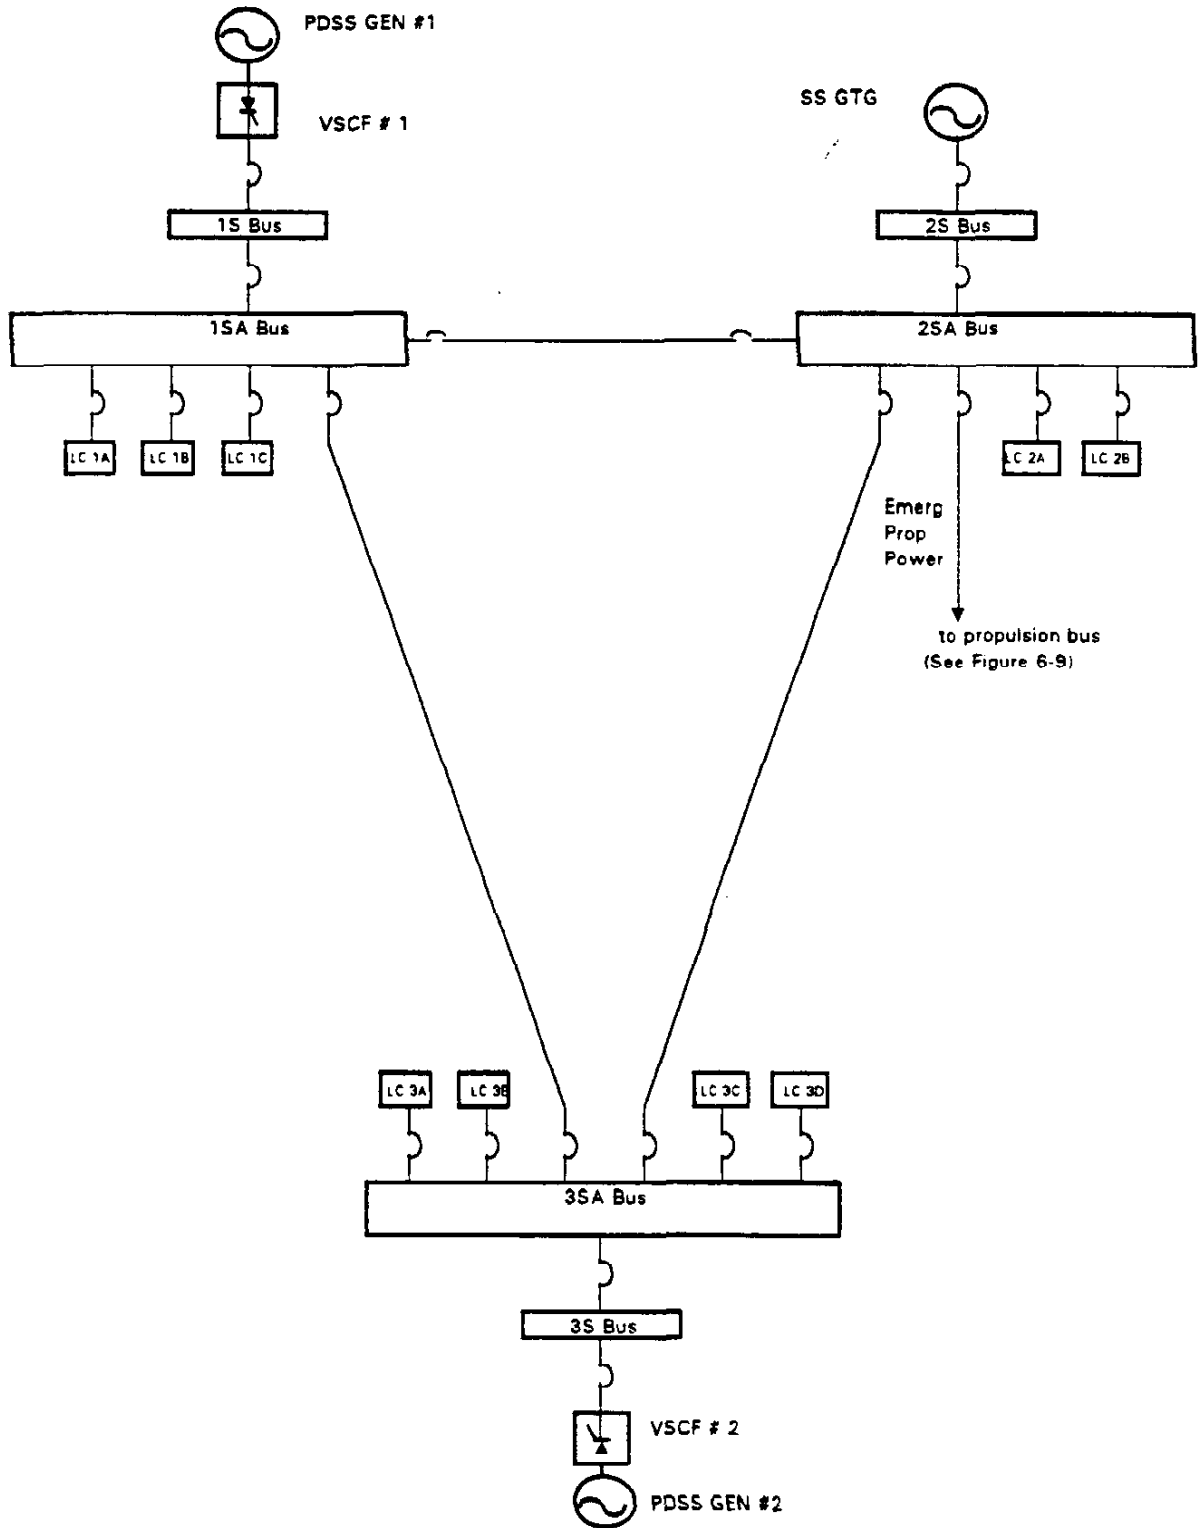 PDSS GEN #1
SS GTG
VSCF # 1
1S Bus
2S Bus
1SA Bus
2SA Bus
LC 1A
LC 1B
LC 1C
LC 2A
LC 2B
Emerg
Prop
Power
to propulsion bus
(See Figure 6-9)
LC 3A
LC 3B
LC 3C
LC 3D
3SA Bus
3S Bus
VSCF # 2
PDSS GEN #2